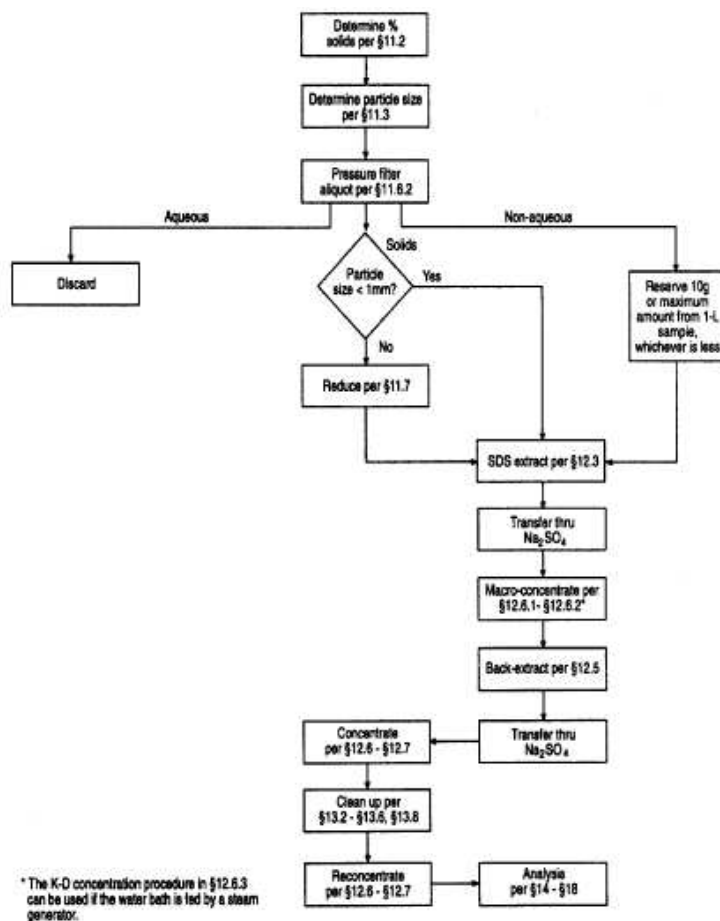 Determine %
solids per §11.2
Determine particle size
per §11.3
Pressure filter
aliquot per §11.6.2
Aqueous
Non-aqueous
Solids
Discard
Particle
size < 1mm?
Yes
Reserve 10g
or maximum
amount from 1-L
sample,
whichever is less
No
Reduce per §11.7
SDS extract per §12.3
Transfer thru
Na₂SO₄
Macro-concentrate per
§12.6.1- §12.6.2*
Back-extract per §12.5
Concentrate
per §12.6 - §12.7
Transfer thru
Na₂SO₄
Clean up per
§13.2 - §13.6, §13.8
Reconcentrate
per §12.6 - §12.7
Analysis
per §14 - §18
* The K-D concentration procedure in §12.6.3
can be used if the water bath is fed by a steam
generator.